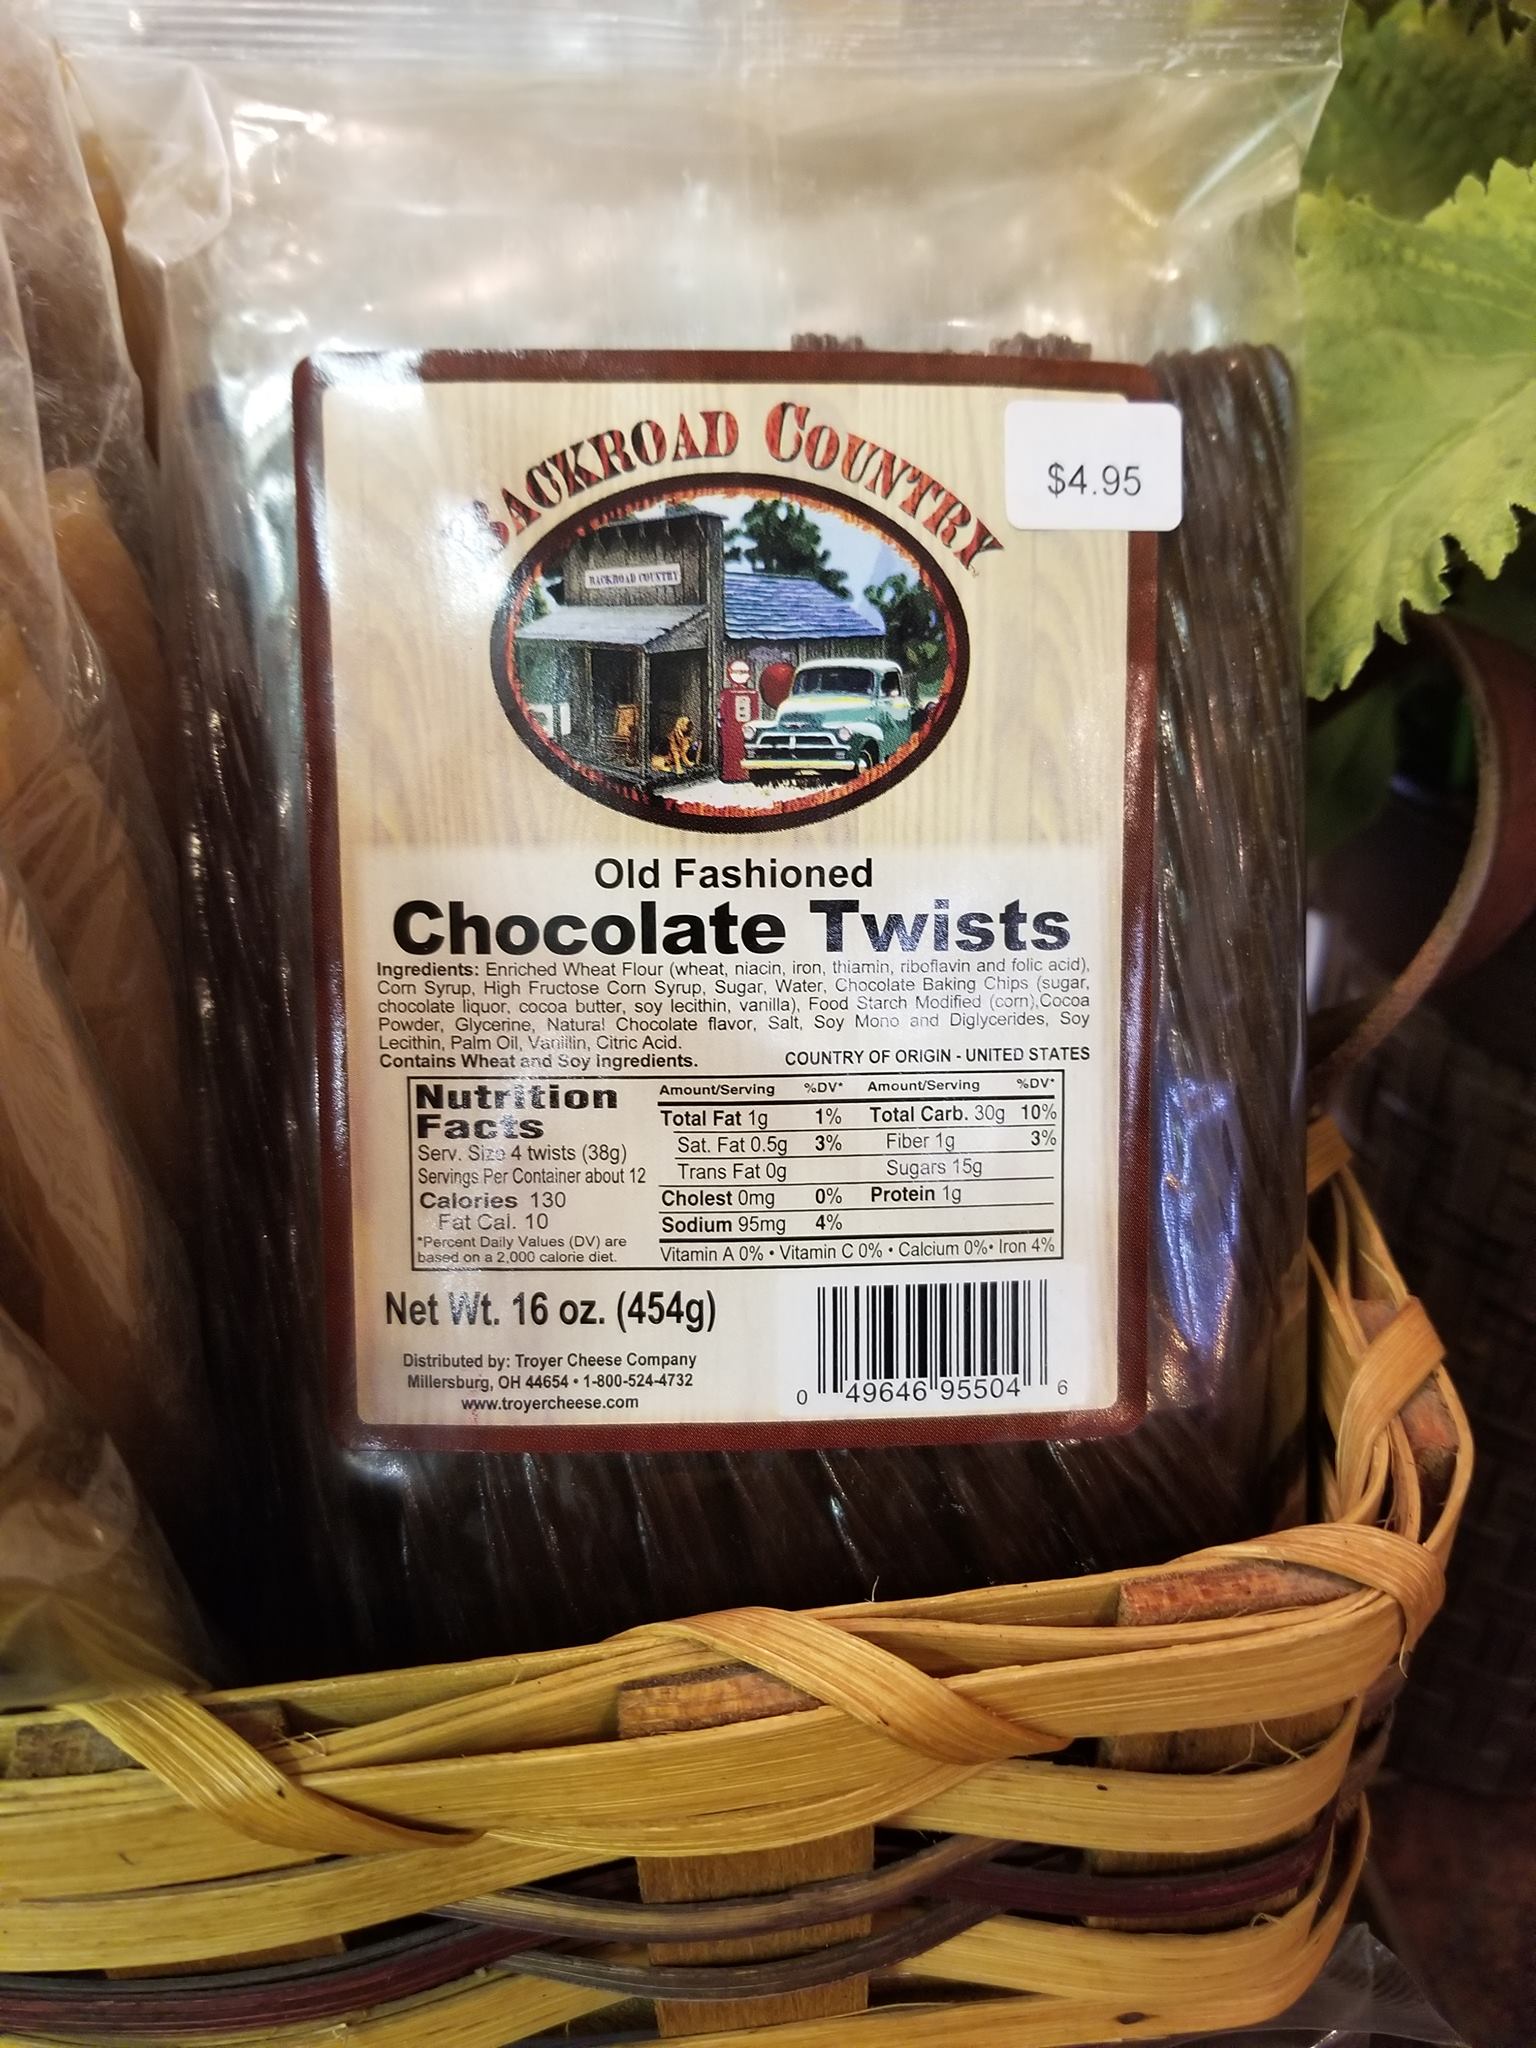 BACKROAD COUNTRY
$4.95
BACKROAD COUNTRY
Old Fashioned
Chocolate Twists
Ingredients: Enriched Wheat Flour (wheat, niacin, iron, thiamin, riboflavin and folic acid),
Corn Syrup, High Fructose Corn Syrup, Sugar, Water, Chocolate Baking Chips (sugar,
chocolate liquor, cocoa butter, soy lecithin, vanilla), Food Starch Modified (corn),Cocoa
Powder, Glycerine, Natural Chocolate flavor, Salt, Soy Mono and Diglycerides, Soy
Lecithin, Palm Oil, Vanillin, Citric Acid.
Contains Wheat and Soy Ingredients. COUNTRY OF ORIGIN - UNITED STATES
Nutrition
Facts
Serv. Size 4 twists (38g)
Servings Per Container about 12
Calories 130
Fat Cal. 10
*Percent Daily Values (DV) are
based on a 2,000 calorie diet.
Amount/Serving %DV* Amount/Serving %DV*
Total Fat 1g 1% Total Carb. 30g 10%
Sat. Fat 0.5g 3% Fiber 1g 3%
Trans Fat 0g Sugars 15g
Cholest 0mg 0% Protein 1g
Sodium 95mg 4%
Vitamin A 0% • Vitamin C 0% • Calcium 0% • Iron 4%
Net Wt. 16 oz. (454g)
Distributed by: Troyer Cheese Company
Millersburg, OH 44654 • 1-800-524-4732
www.troyercheese.com
0 49646 95504 6